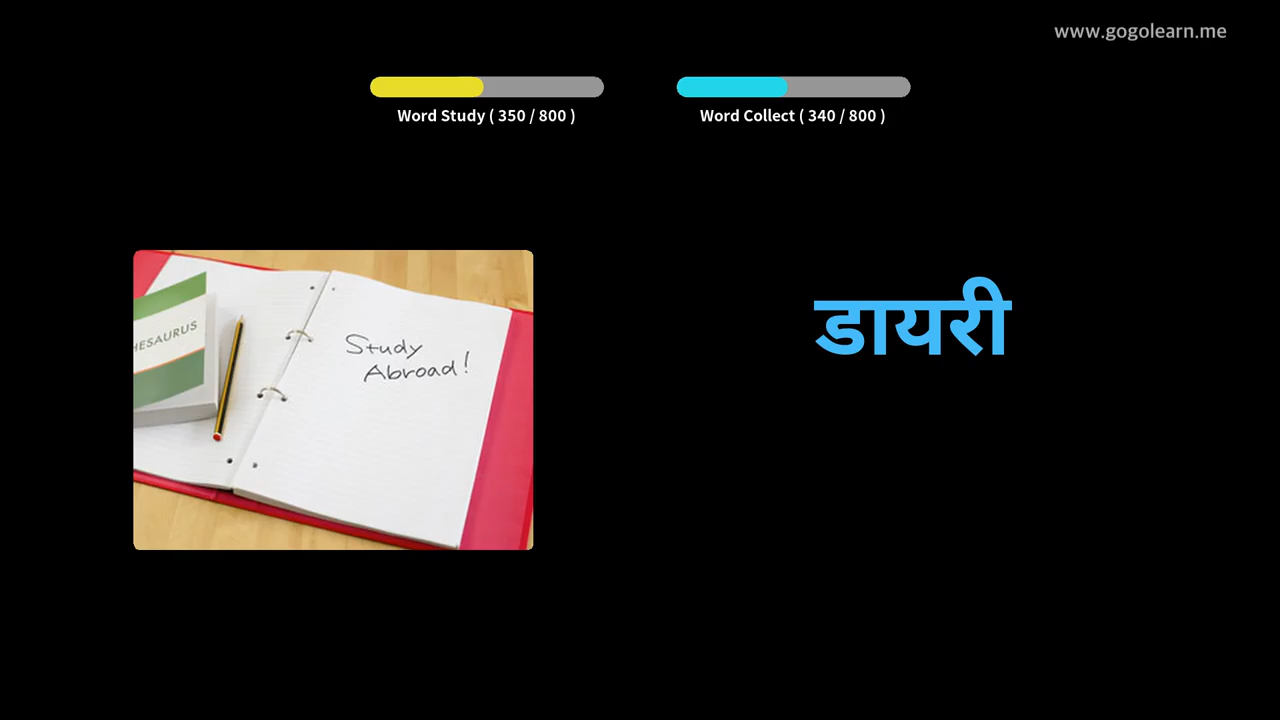 www.gogolearn.me
Word Study ( 350 / 800 )
Word Collect ( 340 / 800 )
HESAURUS
Study
Abroad!
डायरी